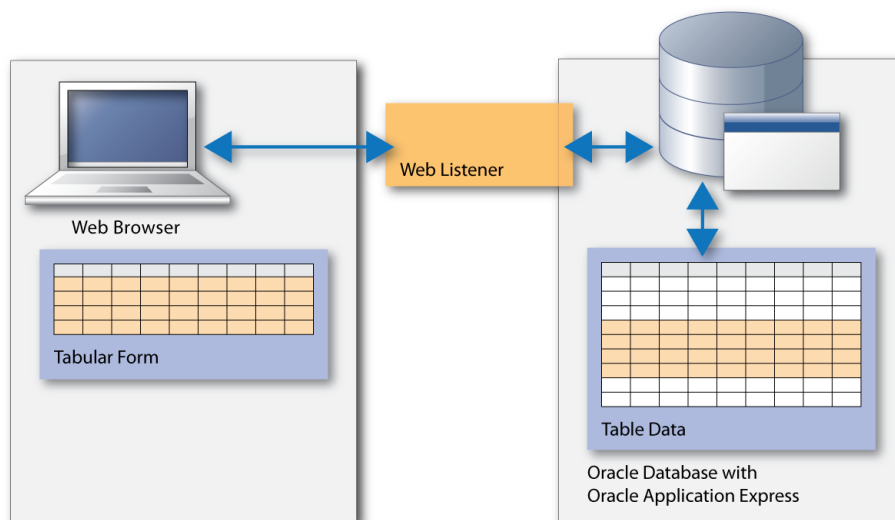 Web Browser
Tabular Form
Web Listener
Table Data
Oracle Database with
Oracle Application Express